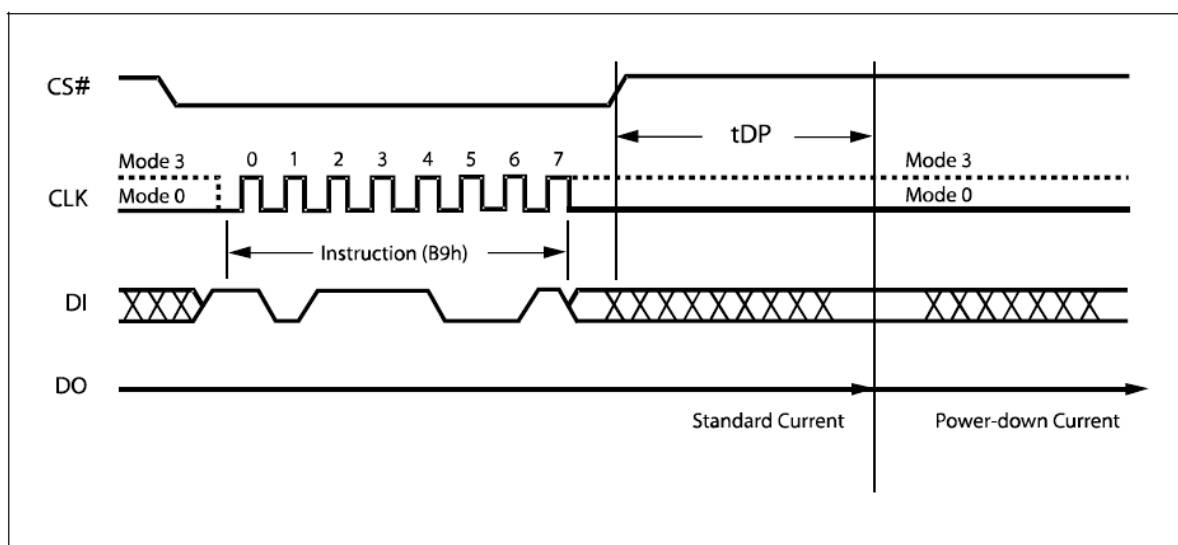 CS#
tDP
Mode 3 0 1 2 3 4 5 6 7 Mode 3
CLK Mode 0 Mode 0
Instruction (B9h)
DI
DO
Standard Current Power-down Current